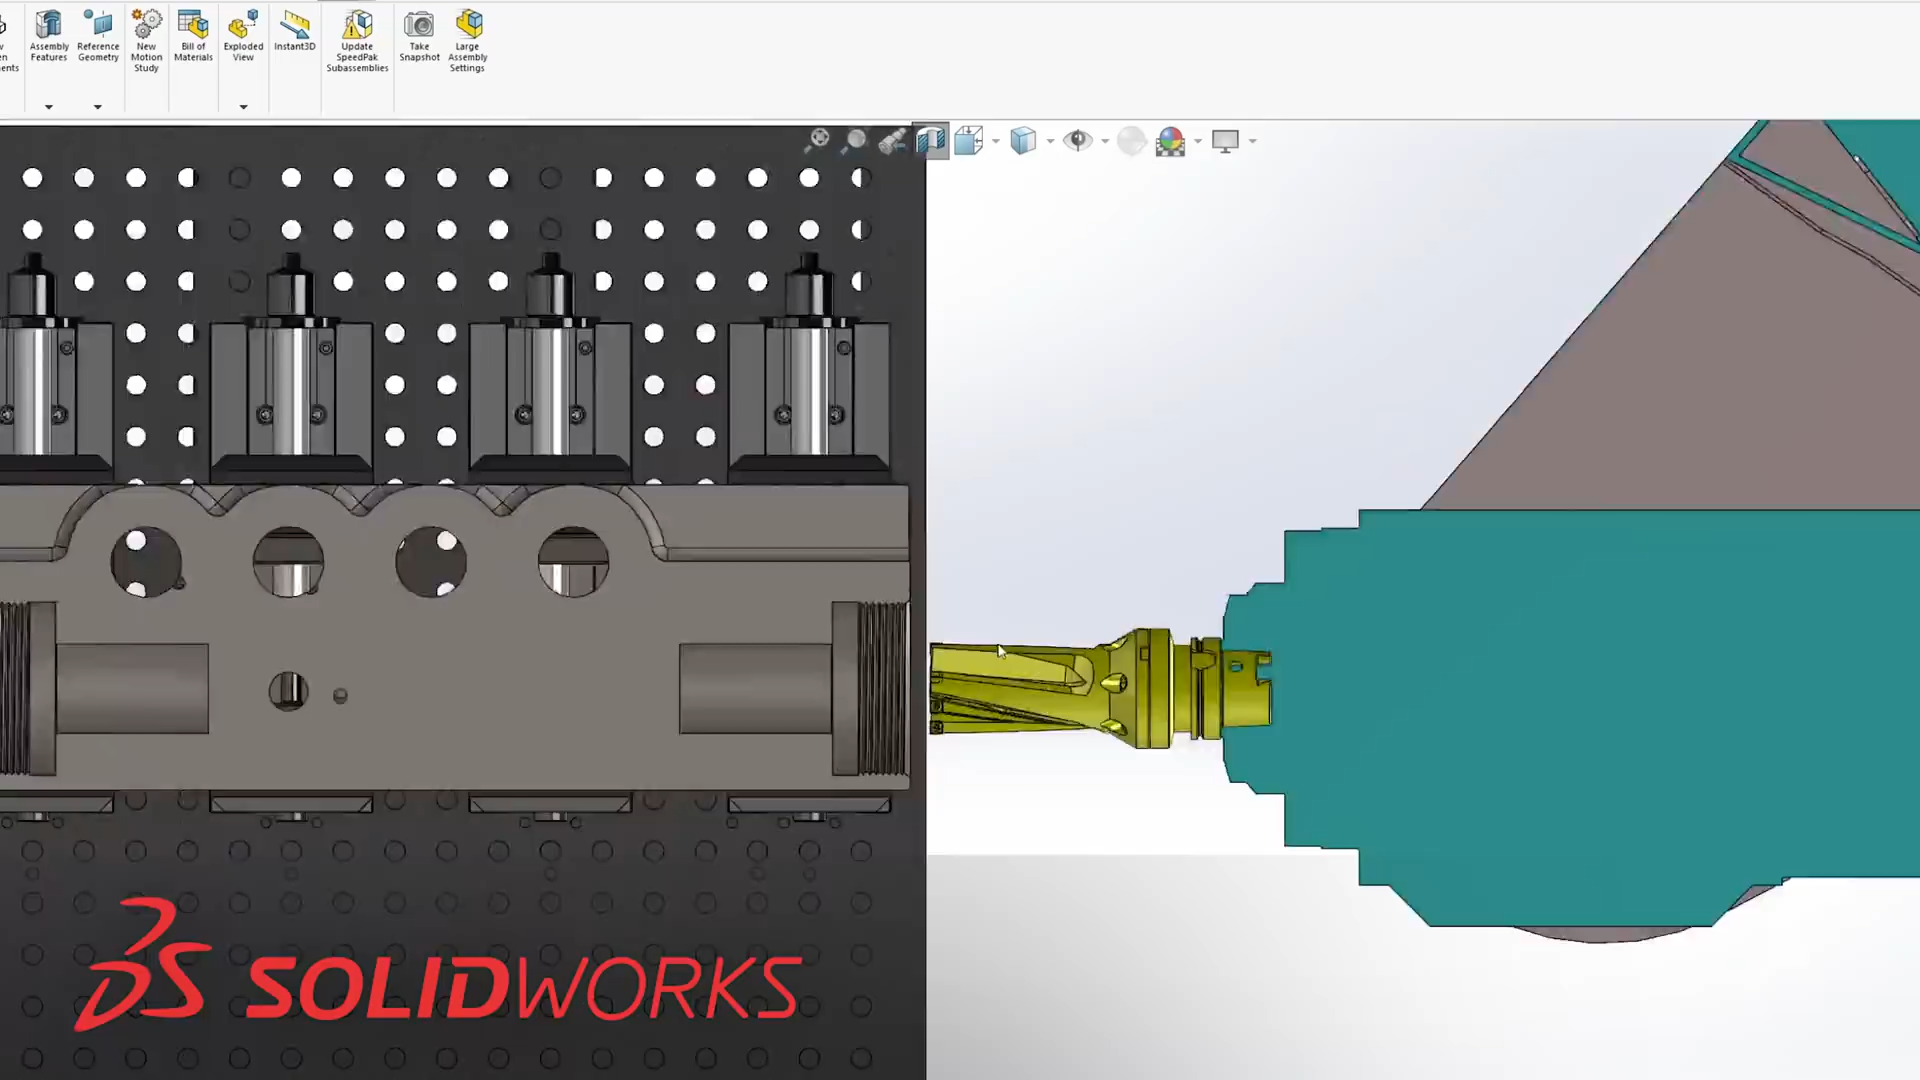 Assembly Features
Reference Geometry
New Motion Study
Bill of Materials
Exploded View
Instant3D
Update SpeedPak Subassemblies
Take Snapshot
Large Assembly Settings
SOLIDWORKS